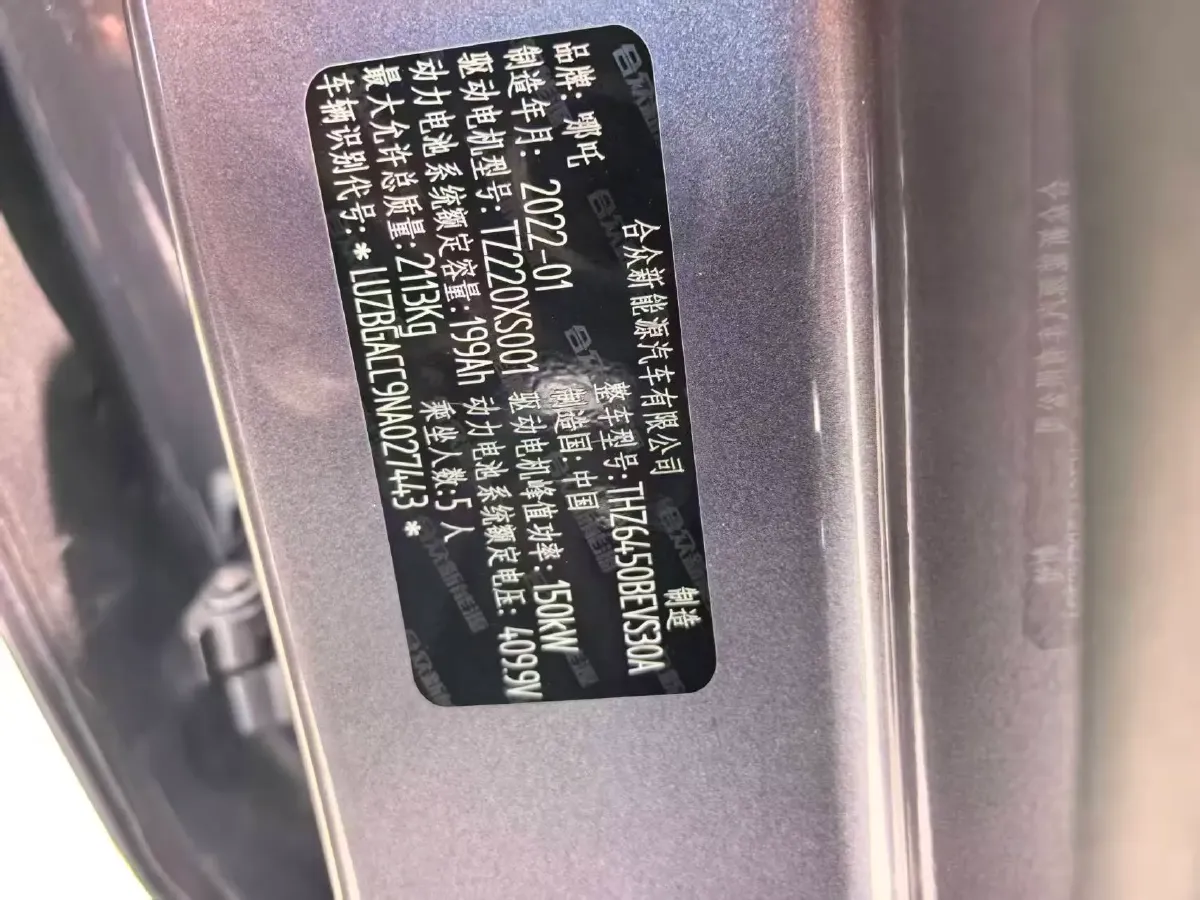 合众新能源汽车有限公司 制造
品牌: 哪吒 整车型号: THZ6450BEVS30A
制造年月: 2022-01 制造国: 中国
驱动电机型号: TZ220XS001 驱动电机峰值功率: 150kW
动力电池系统额定容量: 199Ah 动力电池系统额定电压: 409.9V
最大允许总质量: 2113Kg 乘坐人数: 5 人
车辆识别代号: * LUZBGACC9NA027443 *